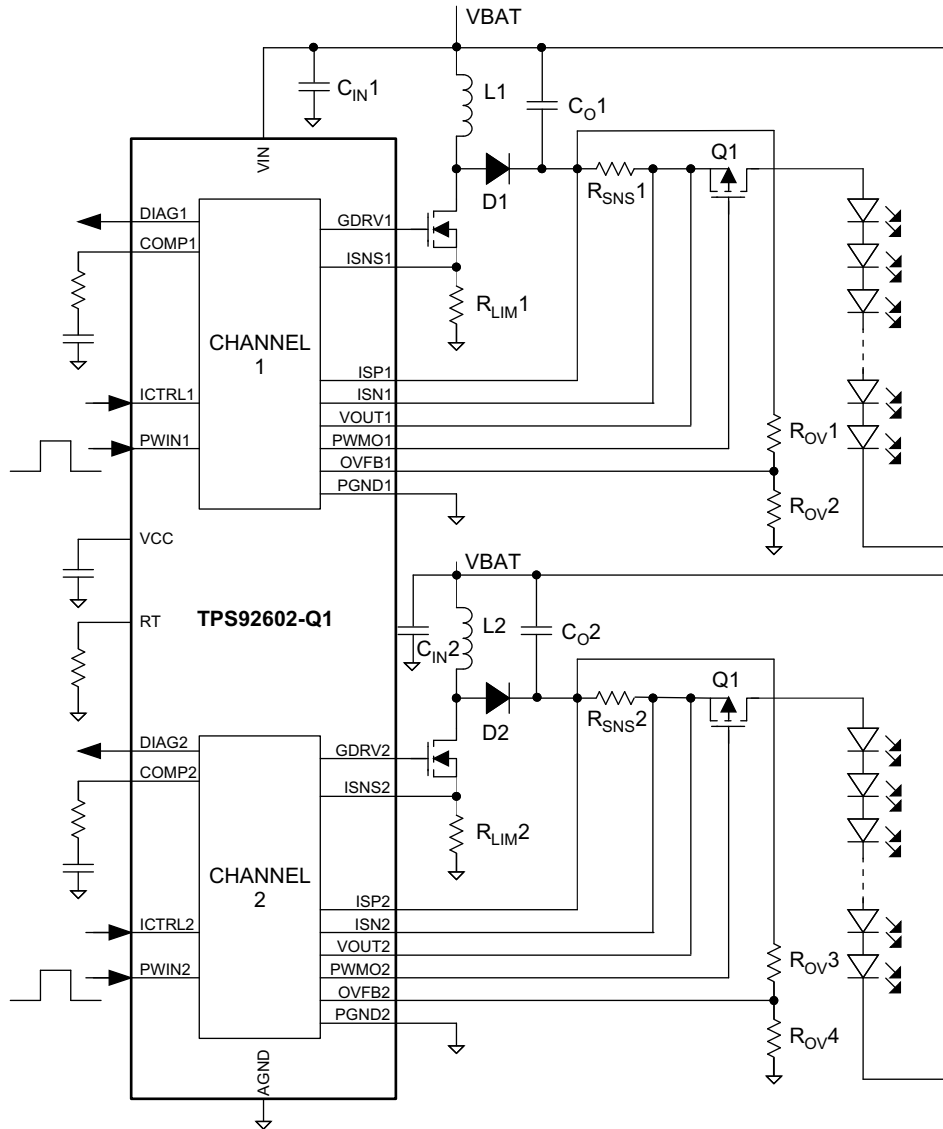 VBAT
CIN1
L1
CO1
VIN
D1
RSNS1
Q1
DIAG1
COMP1
GDRV1
ISNS1
RLIM1
CHANNEL
1
ICTRL1
PWIN1
ISP1
ISN1
VOUT1
PWMO1
OVFB1
PGND1
ROV1
ROV2
VCC
RT
TPS92602-Q1
VBAT
CIN2
L2
CO2
D2
RSNS2
Q1
DIAG2
COMP2
GDRV2
ISNS2
RLIM2
CHANNEL
2
ICTRL2
PWIN2
ISP2
ISN2
VOUT2
PWMO2
OVFB2
PGND2
ROV3
ROV4
AGND